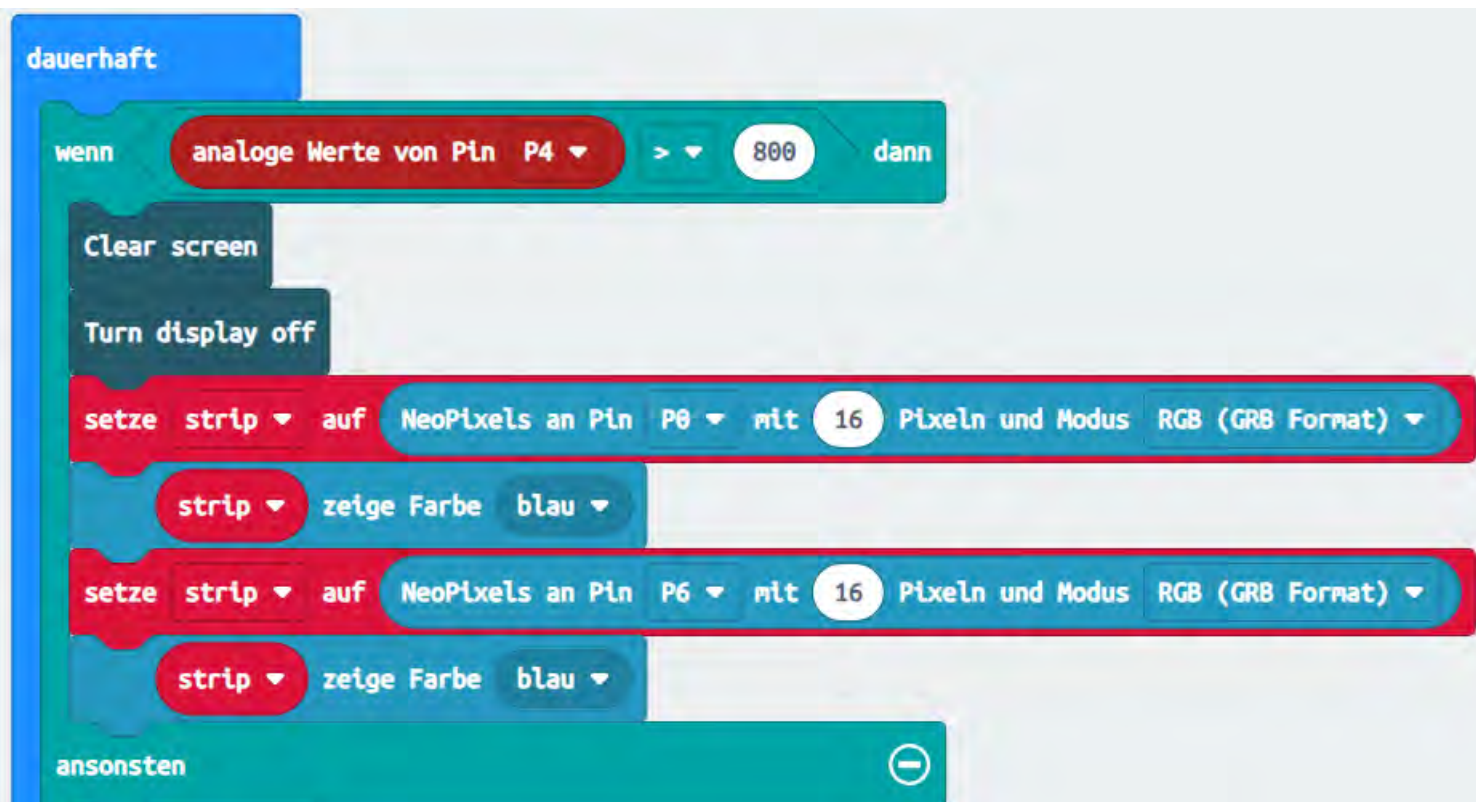 dauerhaft
wenn analoge Werte von Pin P4 > 800 dann
Clear screen
Turn display off
setze strip auf NeoPixels an Pin P0 mit 16 Pixeln und Modus RGB (GRB Format)
strip zeige Farbe blau
setze strip auf NeoPixels an Pin P6 mit 16 Pixeln und Modus RGB (GRB Format)
strip zeige Farbe blau
ansonsten